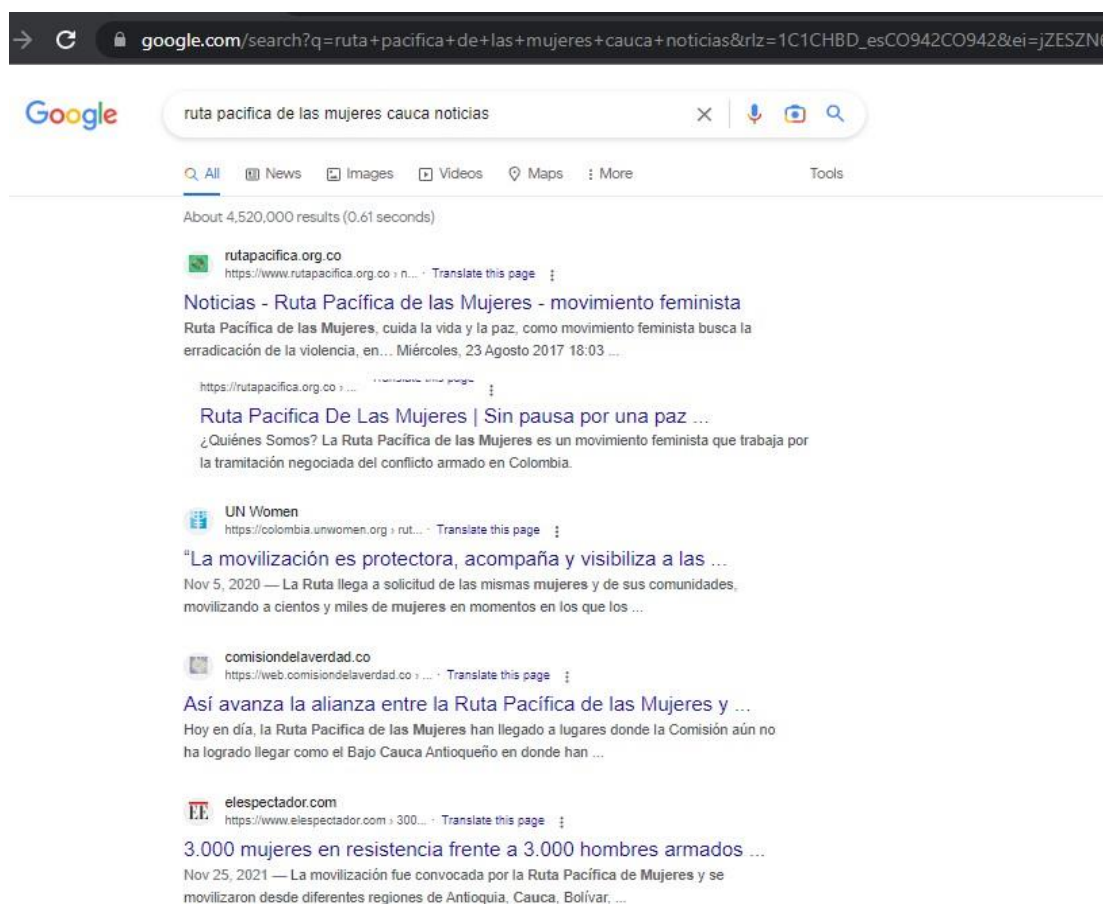 google.com/search?q=ruta+pacifica+de+las+mujeres+cauca+noticias&rlz=1C1CHBD_esCO942CO942&ei=jZESZN6
Google
ruta pacifica de las mujeres cauca noticias
All News Images Videos Maps More Tools
About 4,520,000 results (0.61 seconds)
rutapacifica.org.co
https://www.rutapacifica.org.co › n... · Translate this page
Noticias - Ruta Pacífica de las Mujeres - movimiento feminista
Ruta Pacífica de las Mujeres, cuida la vida y la paz, como movimiento feminista busca la
erradicación de la violencia, en… Miércoles, 23 Agosto 2017 18:03 ...
https://rutapacifica.org.co › ... Translate this page
Ruta Pacifica De Las Mujeres | Sin pausa por una paz ...
¿Quiénes Somos? La Ruta Pacífica de las Mujeres es un movimiento feminista que trabaja por
la tramitación negociada del conflicto armado en Colombia.
UN Women
https://colombia.unwomen.org › rut... · Translate this page
“La movilización es protectora, acompaña y visibiliza a las ...
Nov 5, 2020 — La Ruta llega a solicitud de las mismas mujeres y de sus comunidades,
movilizando a cientos y miles de mujeres en momentos en los que los ...
comisiondelaverdad.co
https://web.comisiondelaverdad.co › ... · Translate this page
Así avanza la alianza entre la Ruta Pacífica de las Mujeres y ...
Hoy en día, la Ruta Pacifica de las Mujeres han llegado a lugares donde la Comisión aún no
ha logrado llegar como el Bajo Cauca Antioqueño en donde han ...
EE
elespectador.com
https://www.elespectador.com › 300... · Translate this page
3.000 mujeres en resistencia frente a 3.000 hombres armados ...
Nov 25, 2021 — La movilización fue convocada por la Ruta Pacífica de Mujeres y se
movilizaron desde diferentes regiones de Antioquia, Cauca, Bolívar, ...